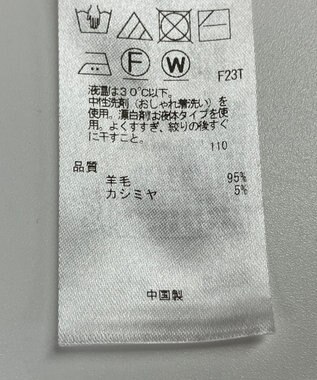 F W
F23T
液温は30℃以下。
中性洗剤(おしゃれ着洗い)を
使用。漂白剤は液体タイプを使
用。よくすすぎ、絞りの後すぐ
に干すこと。
110
品質
羊毛 95%
カシミヤ 5%
中国製